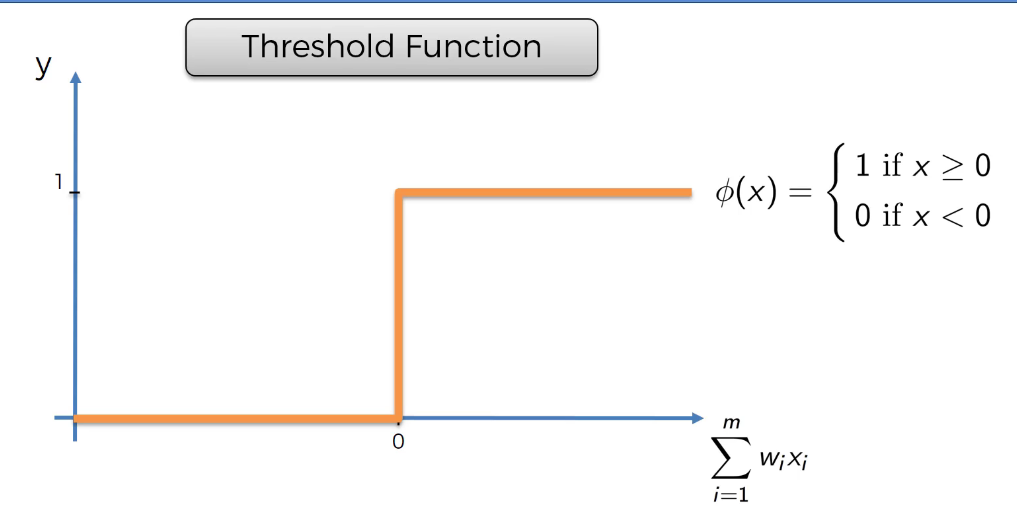 Threshold Function
y
1
ϕ(x) = { 1 if x ≥ 0
0 if x < 0
0
m
∑ wᵢxᵢ
i=1